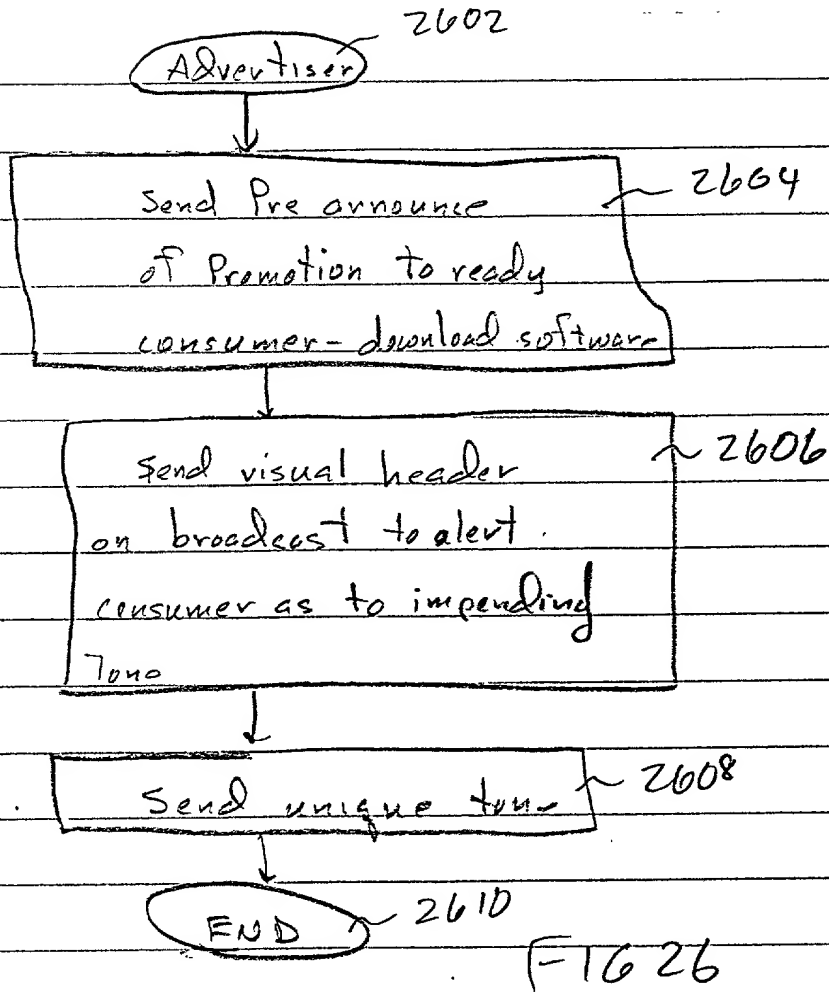 2602
Advertiser
2604
Send Pre announce
of Promotion to ready
consumer - download software
2606
Send visual header
on broadcast to alert
consumer as to impending
Tone
2608
Send unique tone
2610
END
FIG 26